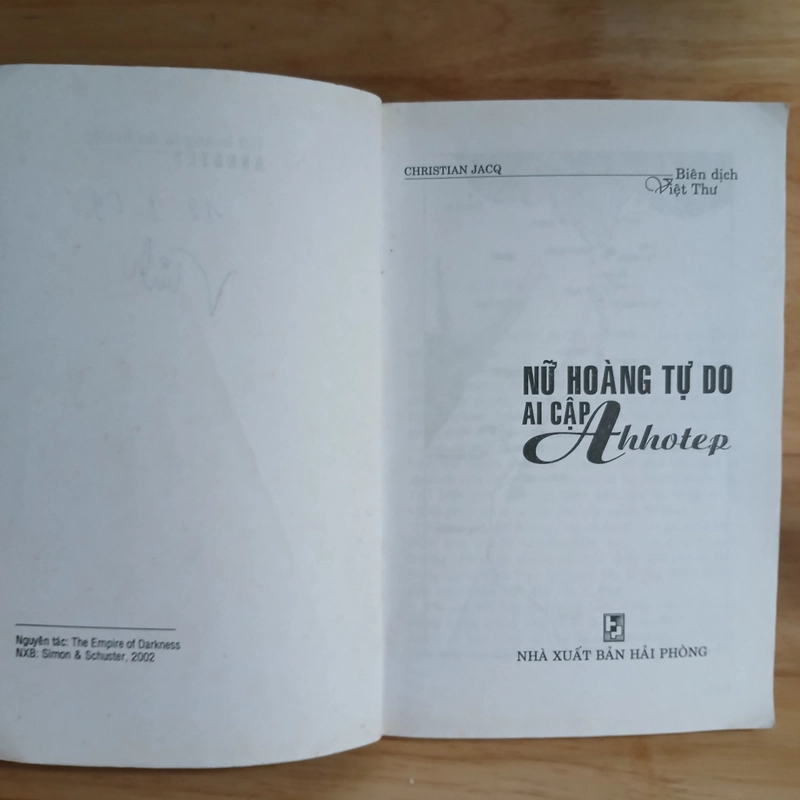 Nguyên tác: The Empire of Darkness
NXB: Simon & Schuster, 2002
CHRISTIAN JACQ
Biên dịch
Việt Thư
NỮ HOÀNG TỰ DO
AI CẬP
Ahhotep
NHÀ XUẤT BẢN HẢI PHÒNG